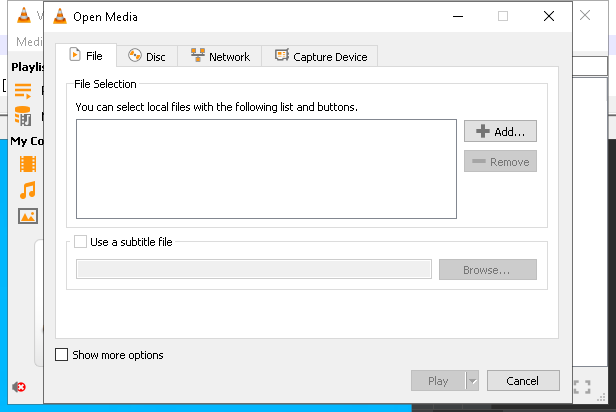 Open Media
Medi
File
Disc
Network
Capture Device
Playlis
File Selection
You can select local files with the following list and buttons.
Add...
Remove
My Co
Use a subtitle file
Browse...
Show more options
Play
Cancel